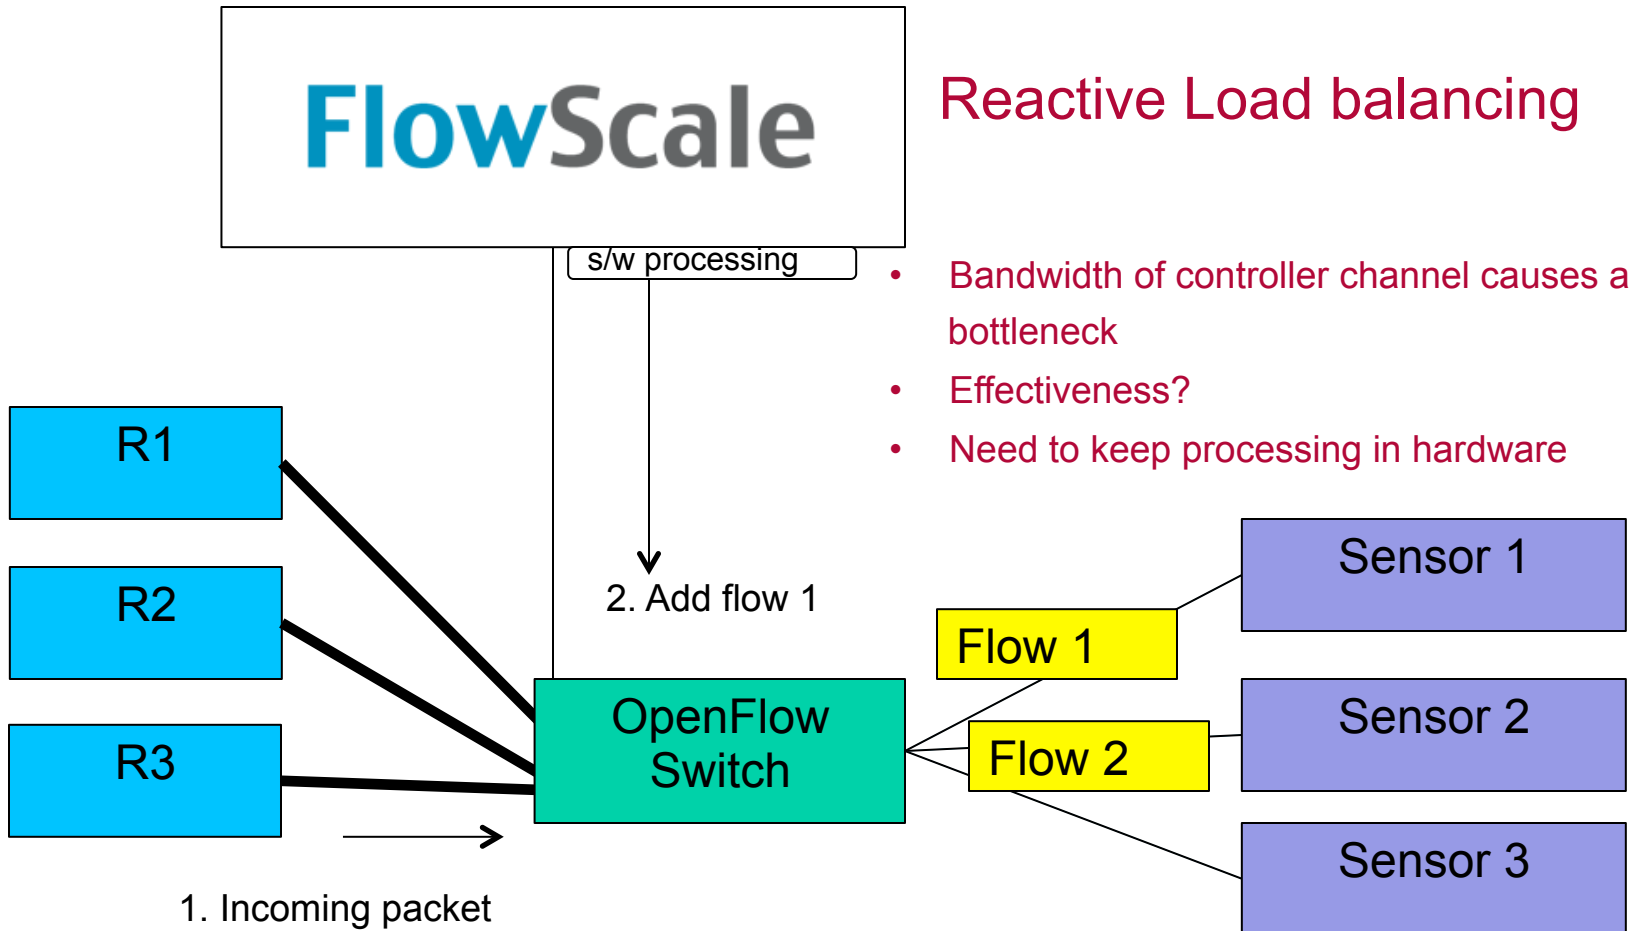 FlowScale
Reactive Load balancing
s/w processing
• Bandwidth of controller channel causes a
bottleneck
• Effectiveness?
• Need to keep processing in hardware
R1
R2
R3
2. Add flow 1
OpenFlow
Switch
Flow 1
Flow 2
Sensor 1
Sensor 2
Sensor 3
1. Incoming packet